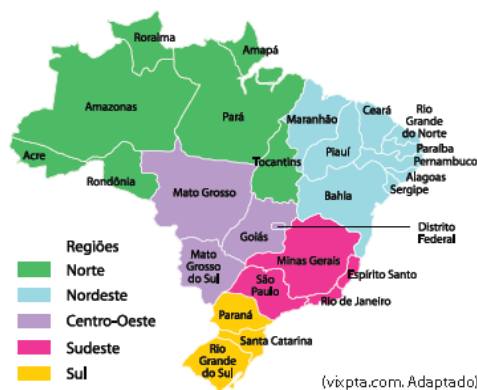 Roraima
Amapá
Amazonas
Pará
Maranhão
Ceará
Rio
Grande
do Norte
Piauí
Paraíba
Pernambuco
Acre
Rondônia
Tocantins
Alagoas
Sergipe
Mato Grosso
Bahia
Goiás
Distrito
Federal
Mato
Grosso
do Sul
Minas Gerais
Espírito Santo
São
Paulo
Rio de Janeiro
Paraná
Santa Catarina
Rio
Grande
do Sul
Regiões
Norte
Nordeste
Centro-Oeste
Sudeste
Sul
(vixpta.com. Adaptado)